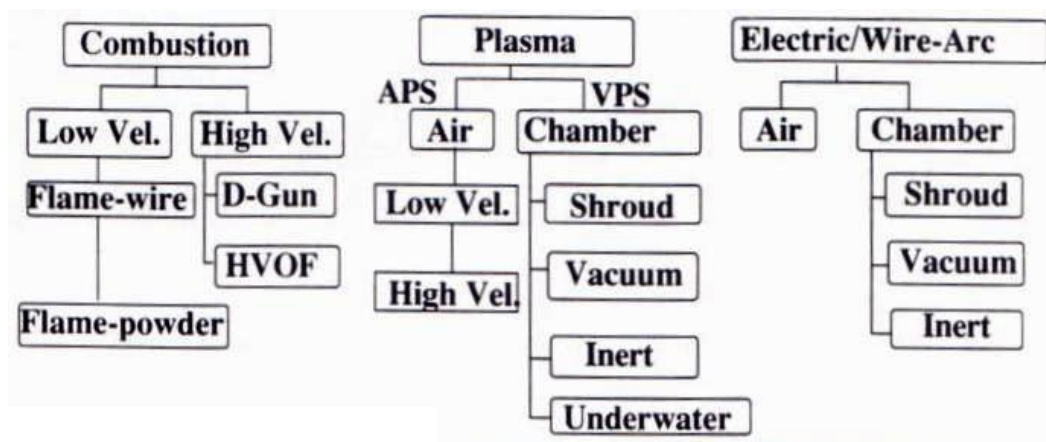 Combustion
Low Vel.
High Vel.
Flame-wire
D-Gun
HVOF
Flame-powder
Plasma
APS
VPS
Air
Chamber
Low Vel.
High Vel.
Shroud
Vacuum
Inert
Underwater
Electric/Wire-Arc
Air
Chamber
Shroud
Vacuum
Inert